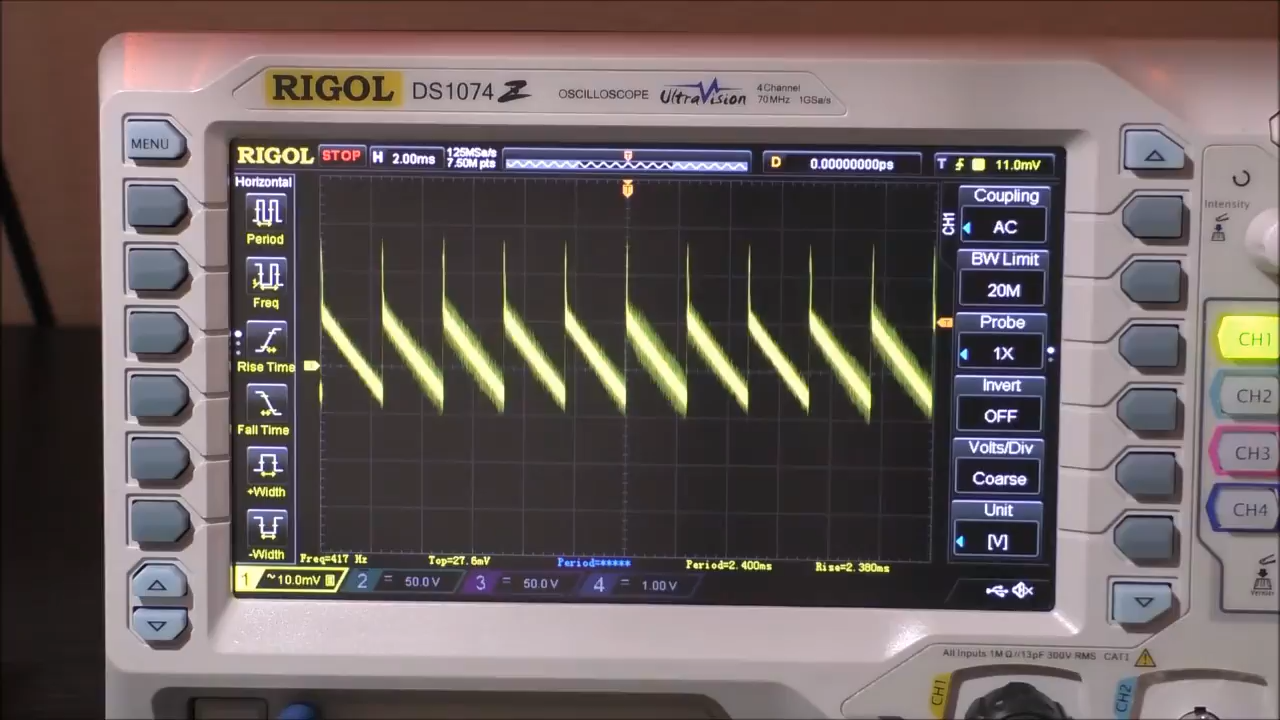 RIGOL DS1074Z OSCILLOSCOPE UltraVision 4 Channel
70MHz 1GSa/s
MENU
RIGOL STOP H 2.00ms 125MSa/s
7.50M pts
D 0.00000000ps T 11.0mV
Horizontal
Period
Freq
Rise Time
Fall Time
+Width
-Width
CH1
Coupling
AC
BW Limit
20M
Probe
1X
Invert
OFF
Volts/Div
Coarse
Unit
[V]
Freq=417 Hz Top=27.6mV Period=***** Period=2.400ms Rise=2.380ms
1 ~ 10.0mV B 2 = 50.0 V 3 = 50.0 V 4 = 1.00 V
Intensity
CH1
CH2
CH3
CH4
All Inputs 1MΩ//13pF 300V RMS CAT I
CH1
CH2